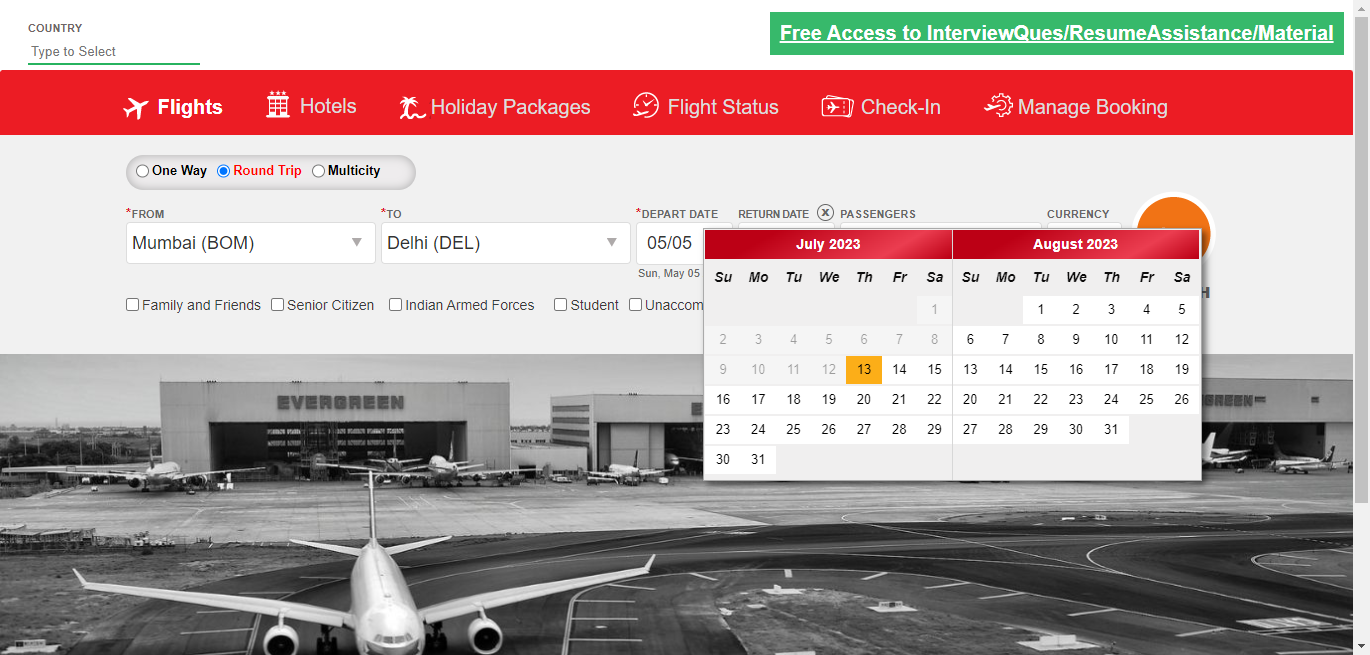 COUNTRY
Type to Select
Free Access to InterviewQues/ResumeAssistance/Material
Flights Hotels Holiday Packages Flight Status Check-In Manage Booking
One Way Round Trip Multicity
*FROM *TO *DEPART DATE RETURN DATE X PASSENGERS CURRENCY
Mumbai (BOM) Delhi (DEL) 05/05
Sun, May 05
Family and Friends Senior Citizen Indian Armed Forces Student Unaccom
H
July 2023
Su Mo Tu We Th Fr Sa
1
2 3 4 5 6 7 8
9 10 11 12 13 14 15
16 17 18 19 20 21 22
23 24 25 26 27 28 29
30 31
August 2023
Su Mo Tu We Th Fr Sa
1 2 3 4 5
6 7 8 9 10 11 12
13 14 15 16 17 18 19
20 21 22 23 24 25 26
27 28 29 30 31
EVERGREEN